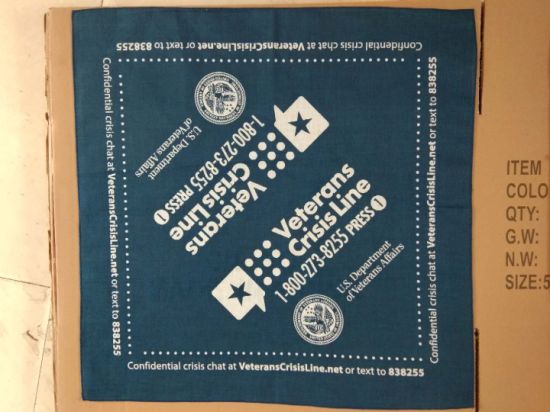 Confidential crisis chat at VeteransCrisisLine.net or text to 838255
Confidential crisis chat at VeteransCrisisLine.net or text to 838255
U.S. Department
of Veterans Affairs
1-800-273-8255 PRESS 1
Veterans
Crisis Line
Veterans
Crisis Line
1-800-273-8255 PRESS 1
U.S. Department
of Veterans Affairs
Confidential crisis chat at VeteransCrisisLine.net or text to 838255
Confidential crisis chat at VeteransCrisisLine.net or text to 838255
ITEM
COLO
QTY:
G.W:
N.W:
SIZE:5